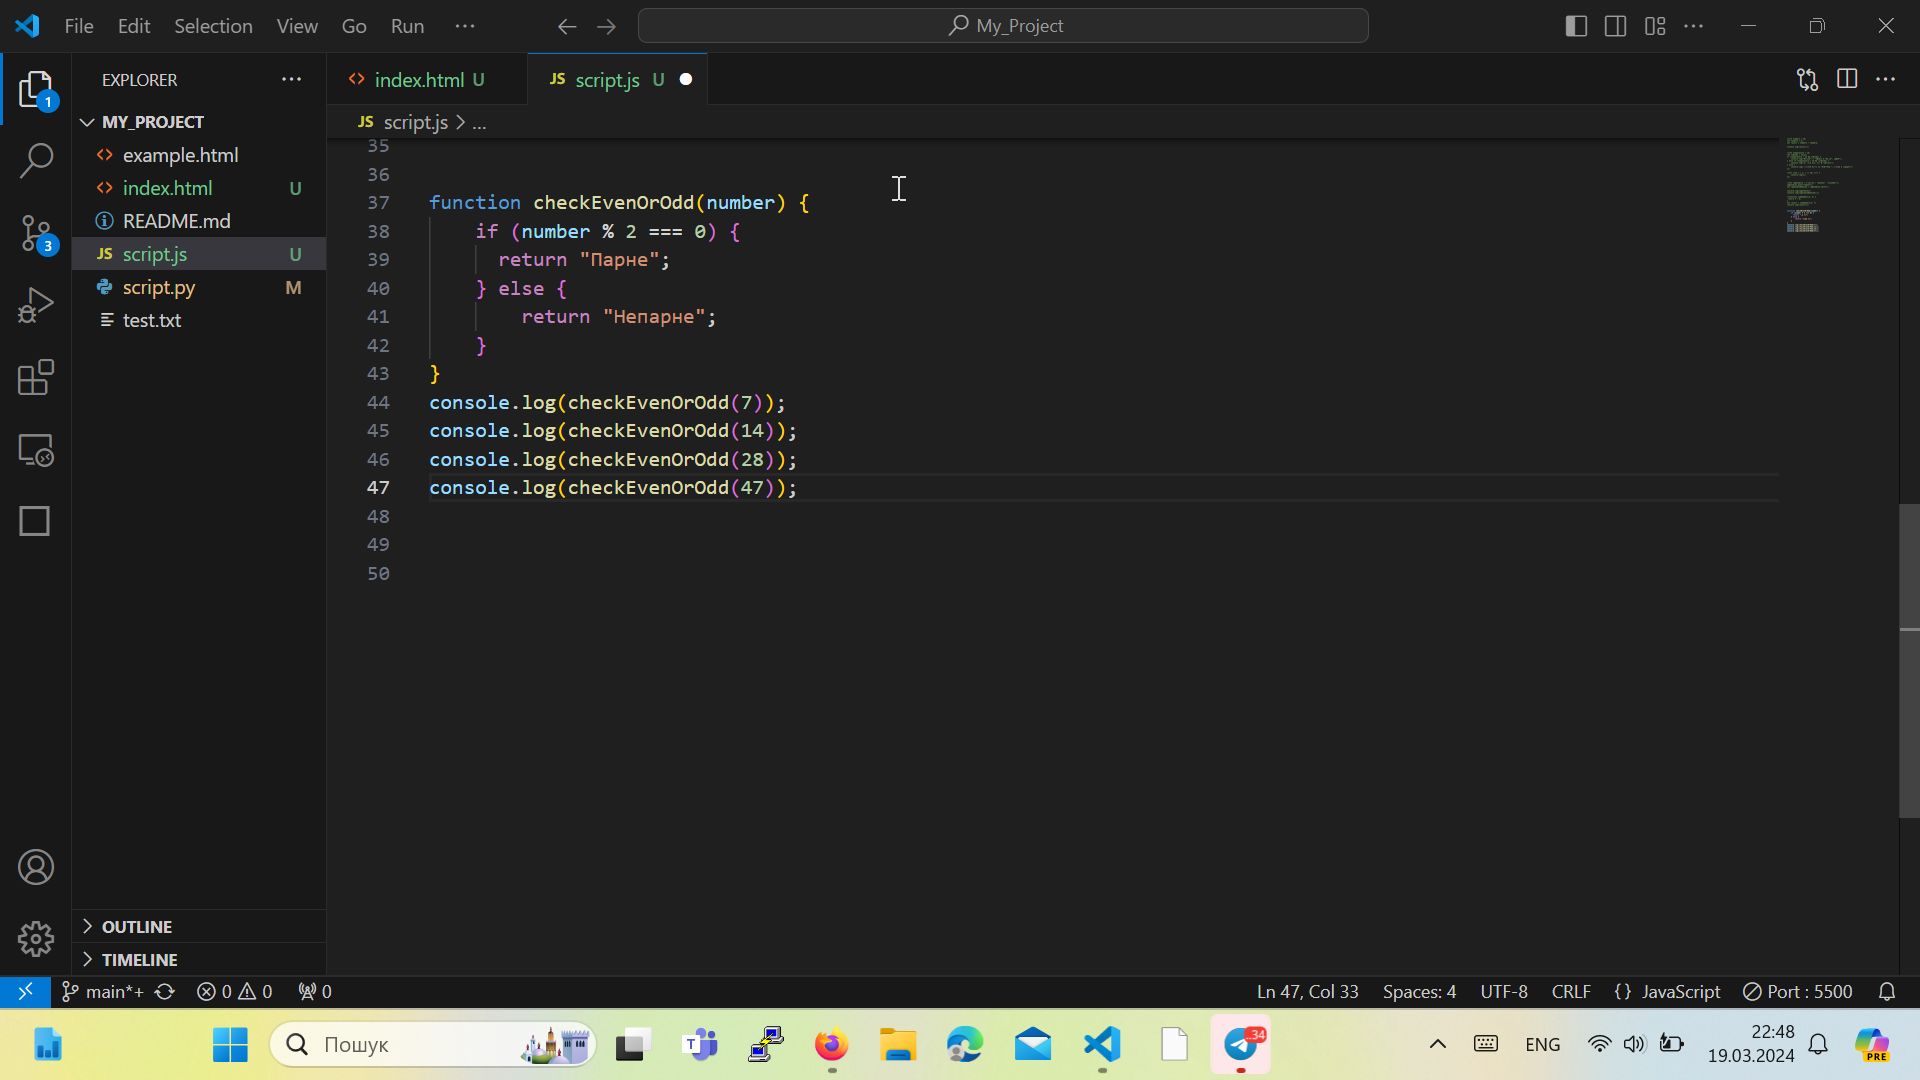 File Edit Selection View Go Run ...
My_Project
EXPLORER ...
index.html U
JS script.js U
1
MY_PROJECT
JS script.js > ...
example.html
index.html U
README.md
JS script.js U
script.py M
test.txt
3
35
36
37 function checkEvenOrOdd(number) {
38 if (number % 2 === 0) {
39 return "Парне";
40 } else {
41 return "Непарне";
42 }
43 }
44 console.log(checkEvenOrOdd(7));
45 console.log(checkEvenOrOdd(14));
46 console.log(checkEvenOrOdd(28));
47 console.log(checkEvenOrOdd(47));
48
49
50
OUTLINE
TIMELINE
main*+ 0 0 0
Ln 47, Col 33 Spaces: 4 UTF-8 CRLF {} JavaScript Port : 5500
Пошук
T
..34
ENG
22:48
19.03.2024
PRE